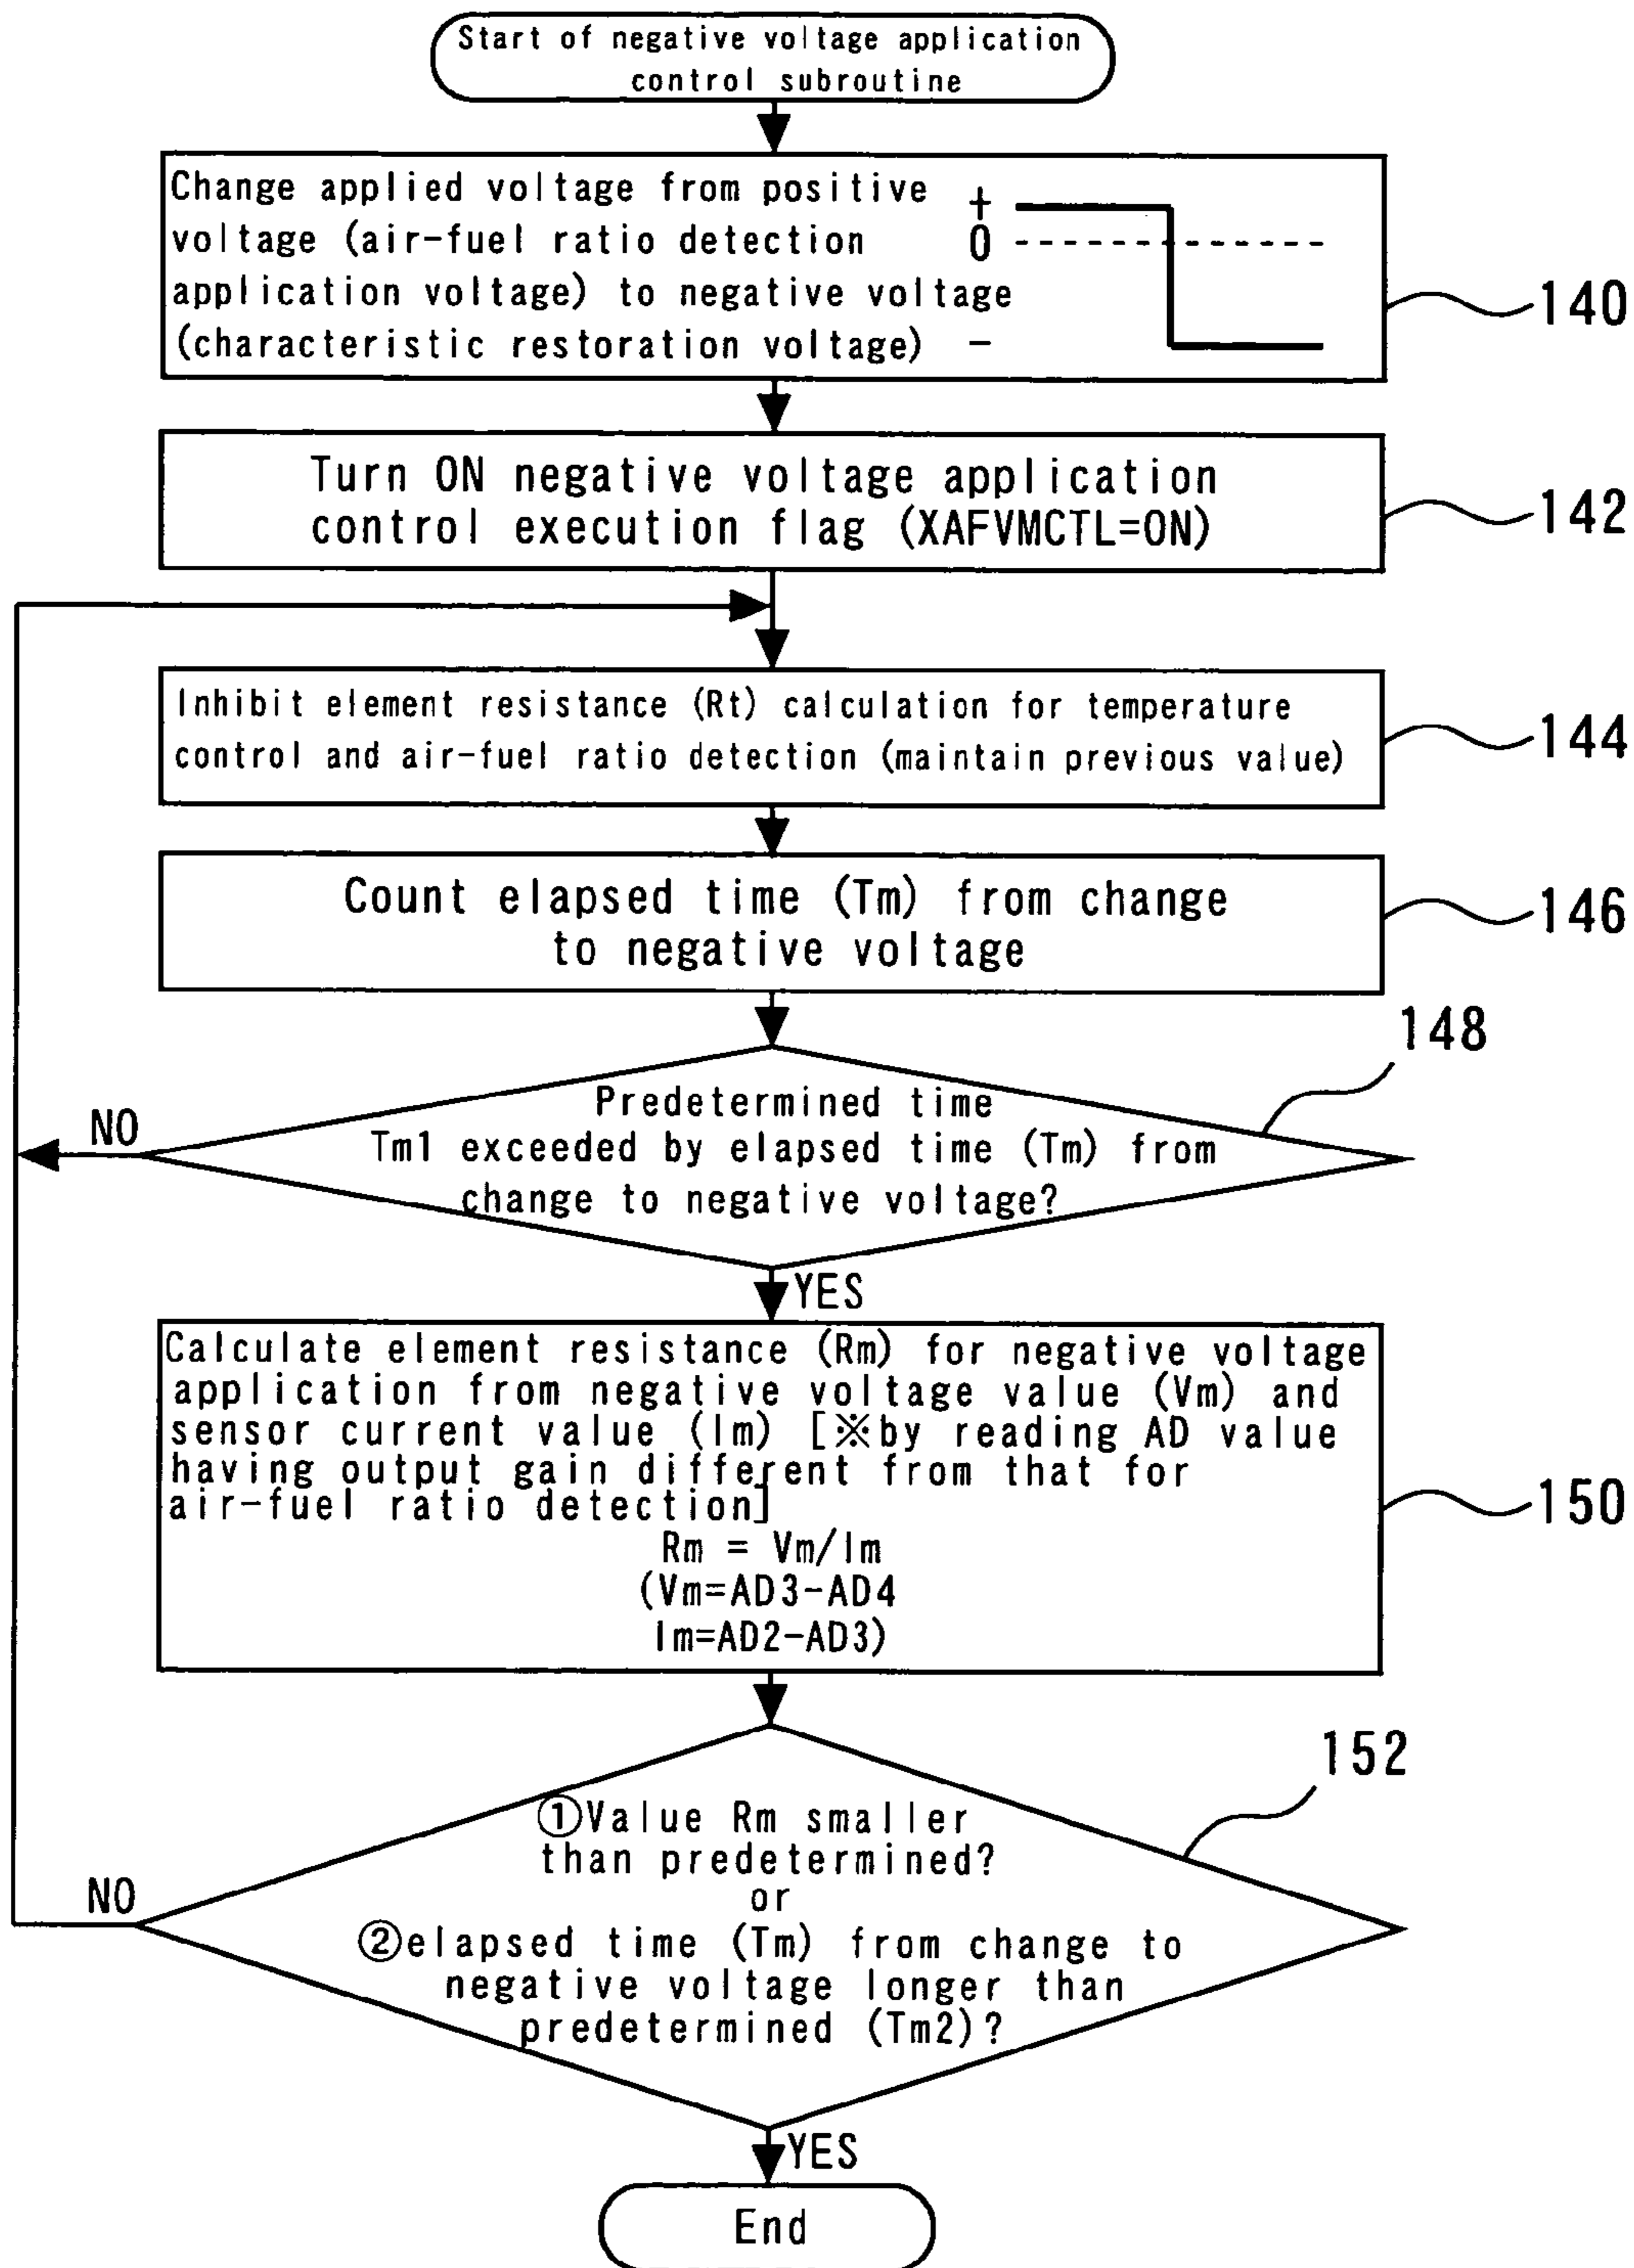 Start of negative voltage application
control subroutine
Change applied voltage from positive
voltage (air-fuel ratio detection
application voltage) to negative voltage
(characteristic restoration voltage)
+
0
-
140
Turn ON negative voltage application
control execution flag (XAFVMCTL=ON)
142
Inhibit element resistance (Rt) calculation for temperature
control and air-fuel ratio detection (maintain previous value)
144
Count elapsed time (Tm) from change
to negative voltage
146
148
Predetermined time
Tm1 exceeded by elapsed time (Tm) from
change to negative voltage?
NO
YES
Calculate element resistance (Rm) for negative voltage
application from negative voltage value (Vm) and
sensor current value (Im) [※by reading AD value
having output gain different from that for
air-fuel ratio detection]
Rm = Vm/Im
(Vm=AD3-AD4
Im=AD2-AD3)
150
152
①Value Rm smaller
than predetermined?
or
②elapsed time (Tm) from change to
negative voltage longer than
predetermined (Tm2)?
NO
YES
End